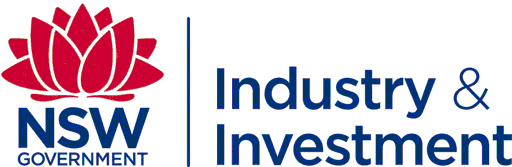 NSW
GOVERNMENT
Industry &
Investment